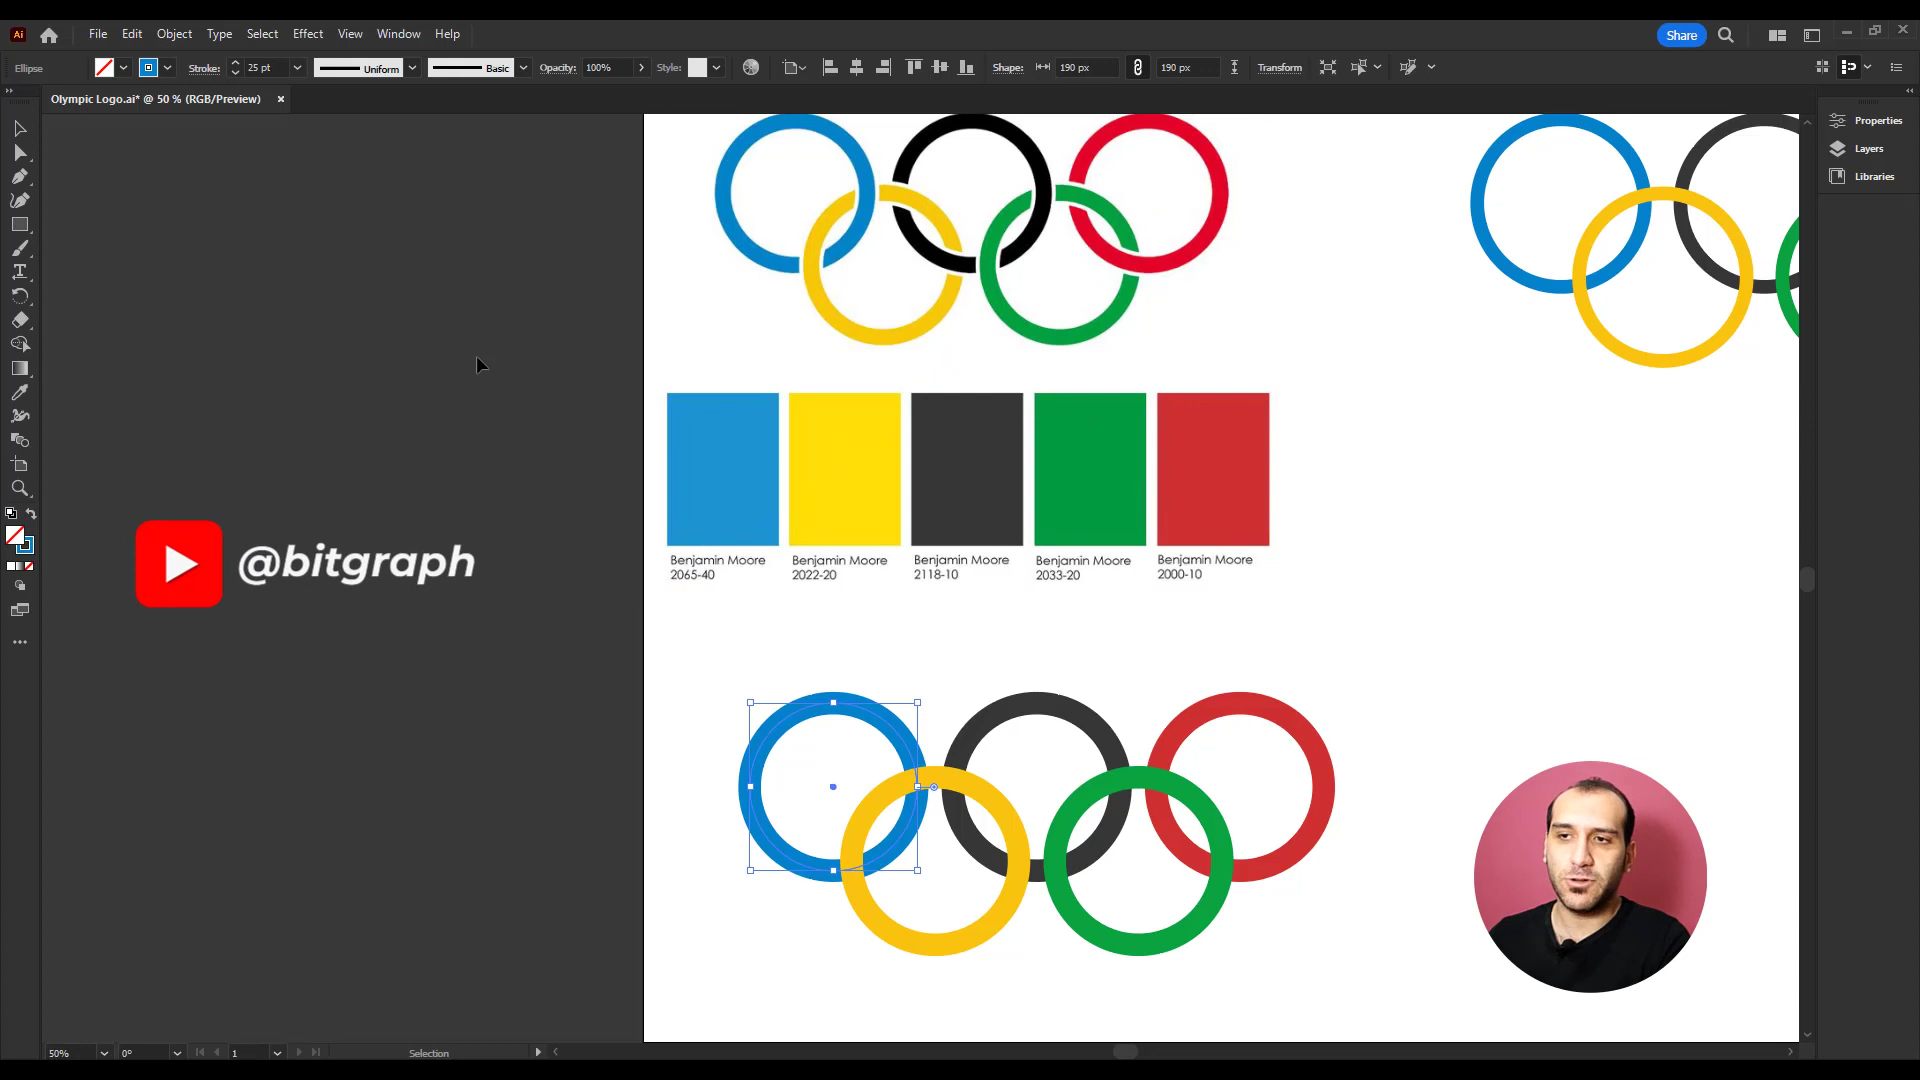 Ai
File Edit Object Type Select Effect View Window Help
Share
Ellipse
Stroke: 25 pt Uniform Basic Opacity: 100% Style: Shape: 190 px 190 px Transform
Olympic Logo.ai* @ 50 % (RGB/Preview) ×
Properties
Layers
Libraries
@bitgraph
Benjamin Moore
2065-40
Benjamin Moore
2022-20
Benjamin Moore
2118-10
Benjamin Moore
2033-20
Benjamin Moore
2000-10
50% 0° 1 Selection